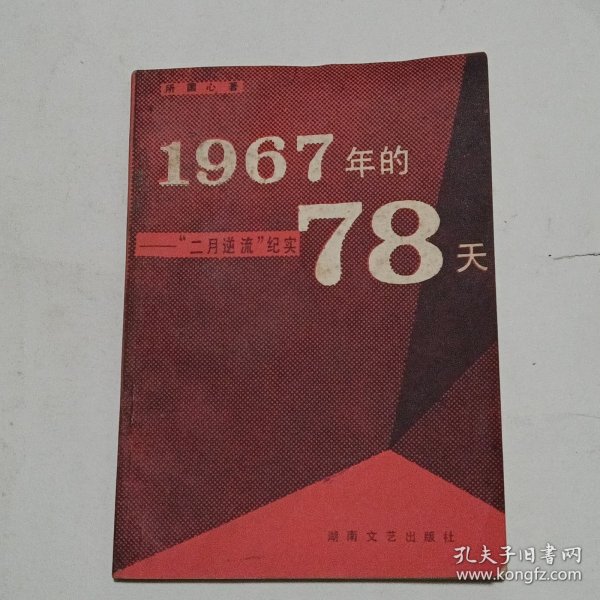 所国心 著
1967年的
——“二月逆流”纪实
78天
湖南文艺出版社
孔夫子旧书网
www.kongfz.com